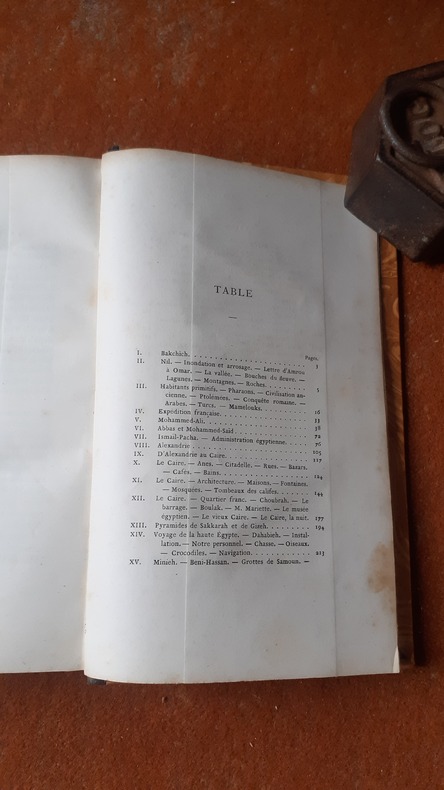 TABLE
Pages.
I. Bakchich. 1
II. Nil. — Inondation et arrosage. — Lettre d'Amrou
à Omar. — La vallée. — Bouches du fleuve. —
Lagunes. — Montagnes. — Roches.
III. Habitants primitifs. — Pharaons. — Civilisation an-
cienne. — Ptolémées. — Conquête romaine. —
Arabes. — Turcs. — Mamelouks.
IV. Expédition française. 16
V. Mohammed-Ali. 33
VI. Abbas et Mohammed-Saïd. 58
VII. Ismaïl-Pacha. — Administration égyptienne. 72
VIII. Alexandrie. 76
IX. D'Alexandrie au Caire. 105
X. Le Caire. — Anes. — Citadelle. — Rues. — Bazars. 117
— Cafés. — Bains. 124
XI. Le Caire. — Architecture. — Maisons. — Fontaines.
— Mosquées. — Tombeaux des califes. 144
XII. Le Caire. — Quartier franc. — Choubrah. — Le
barrage. — Boulak. — M. Mariette. — Le musée
égyptien. — Le vieux Caire. — Le Caire, la nuit. 177
XIII. Pyramides de Sakkarah et de Giseh. 194
XIV. Voyage de la haute Égypte. — Dahabieh. — Instal-
lation. — Notre personnel. — Chasse. — Oiseaux.
— Crocodiles. — Navigation. 213
XV. Minieh. — Beni-Hassan. — Grottes de Samoun. —